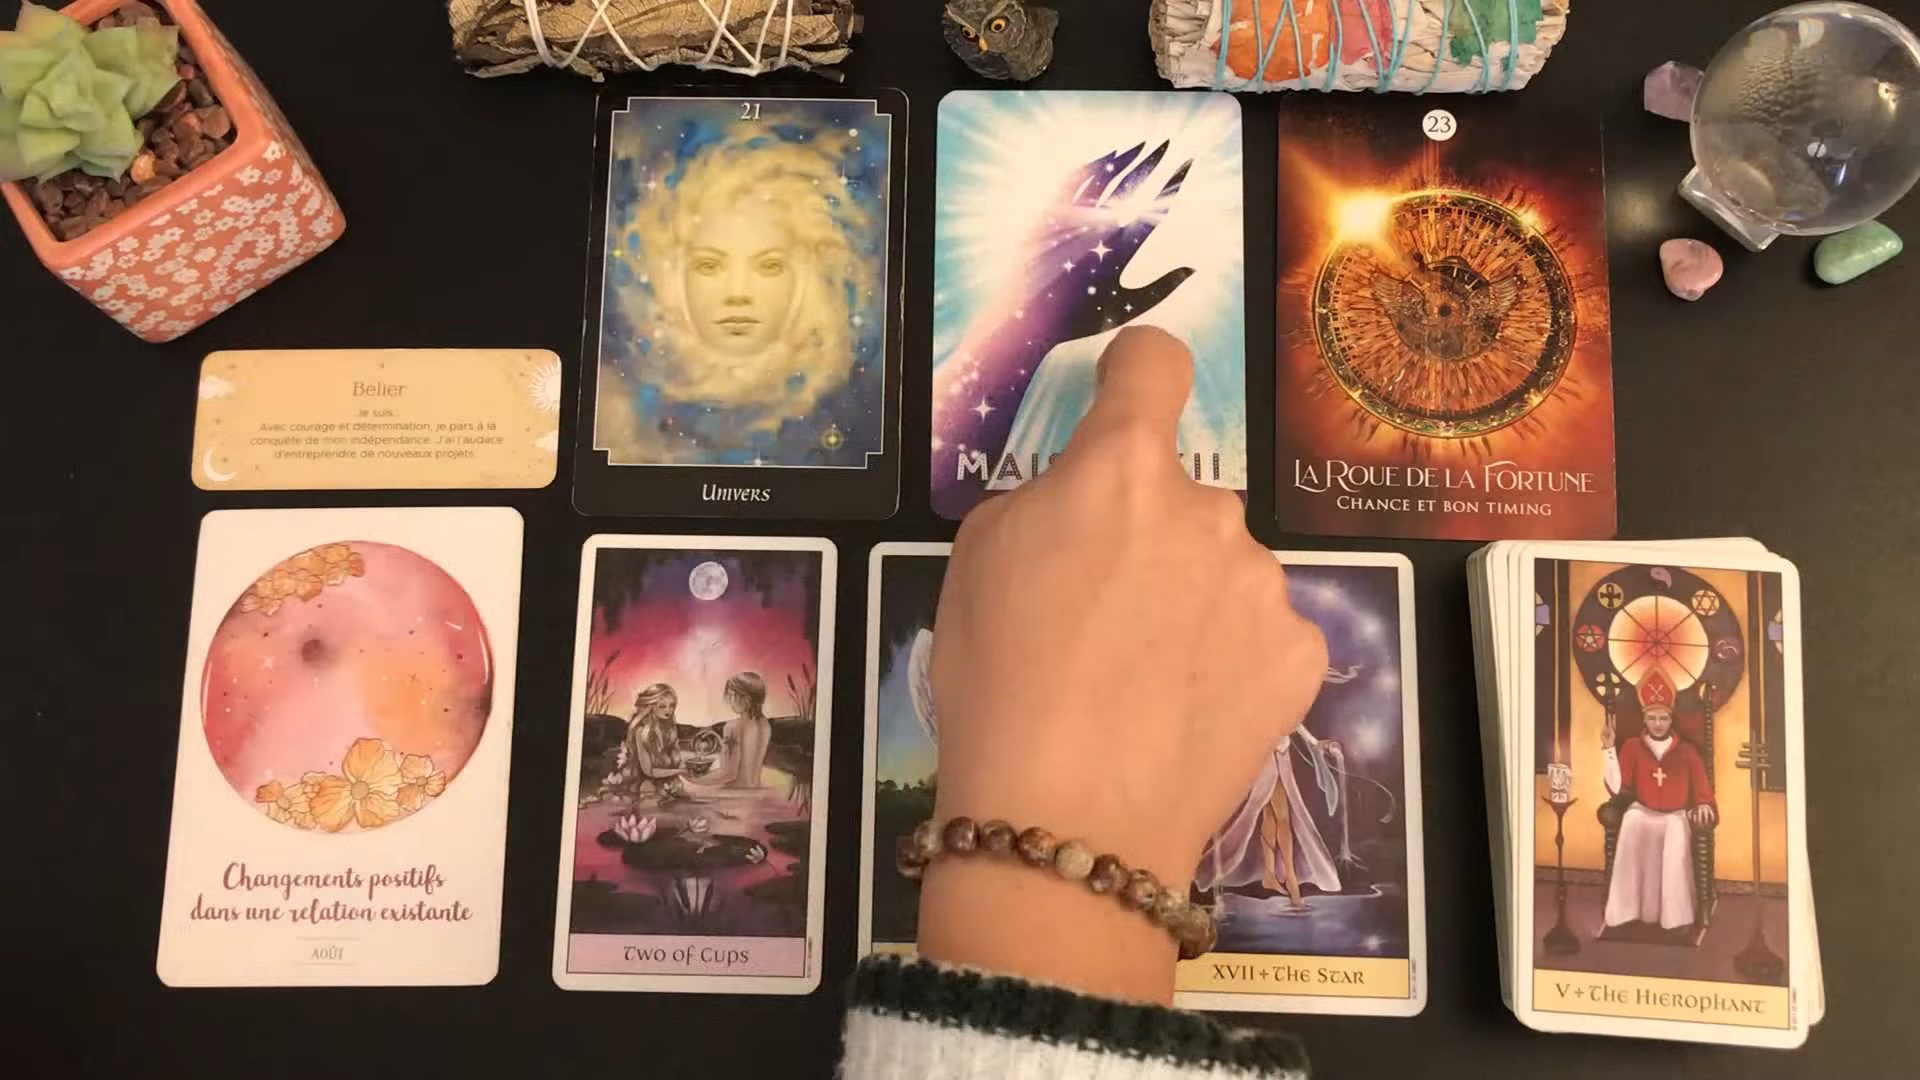 21
23
Belier
Je suis...
Avec courage et détermination, je pars à la
conquête de mon indépendance. J'ai l'audace
d'entreprendre de nouveaux projets.
Univers
LA ROUE DE LA FORTUNE
CHANCE ET BON TIMING
Changements positifs
dans une relation existante
AOÛT
Two of Cups
XVII + The Star
V + The Hierophant